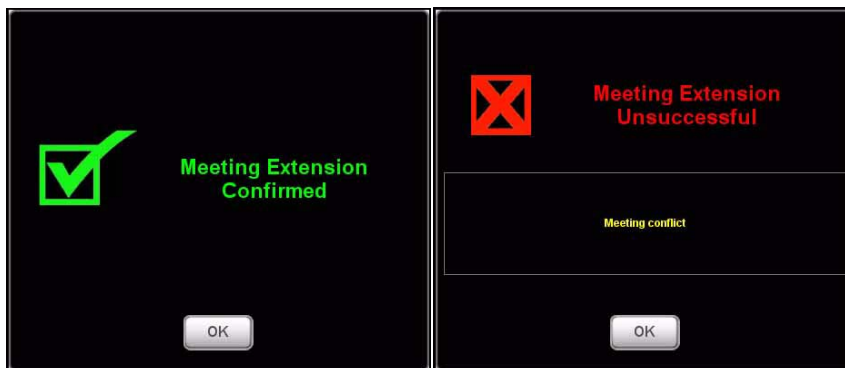 Meeting Extension
Confirmed
OK
Meeting Extension
Unsuccessful
Meeting conflict
OK